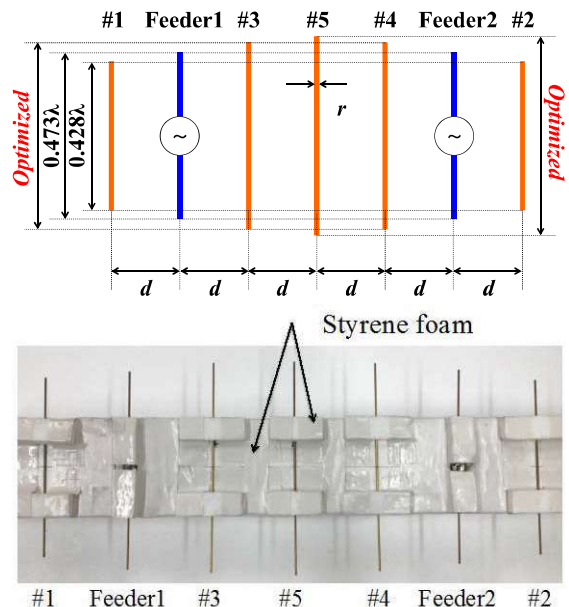 #1 Feeder1 #3 #5 #4 Feeder2 #2
Optimized
0.473λ
0.428λ
~
r
~
Optimized
d d d d d d
Styrene foam
#1 Feeder1 #3 #5 #4 Feeder2 #2